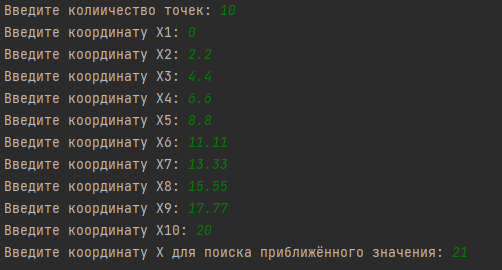 Введите колиичество точек: 10
Введите координату X1: 0
Введите координату X2: 2.2
Введите координату X3: 4.4
Введите координату X4: 6.6
Введите координату X5: 8.8
Введите координату X6: 11.11
Введите координату X7: 13.33
Введите координату X8: 15.55
Введите координату X9: 17.77
Введите координату X10: 20
Введите координату X для поиска приближённого значения: 21